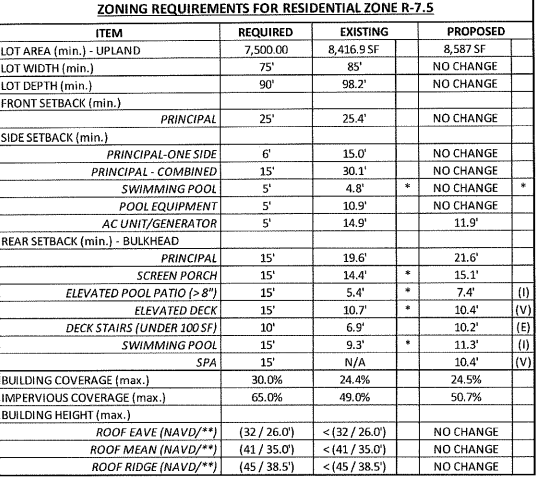 ZONING REQUIREMENTS FOR RESIDENTIAL ZONE R-7.5
ITEM REQUIRED EXISTING PROPOSED
LOT AREA (min.) - UPLAND 7,500.00 8,416.9 SF 8,587 SF
LOT WIDTH (min.) 75' 85' NO CHANGE
LOT DEPTH (min.) 90' 98.2' NO CHANGE
FRONT SETBACK (min.)
PRINCIPAL 25' 25.4' NO CHANGE
SIDE SETBACK (min.)
PRINCIPAL-ONE SIDE 6' 15.0' NO CHANGE
PRINCIPAL - COMBINED 15' 30.1' NO CHANGE
SWIMMING POOL 5' 4.8' * NO CHANGE *
POOL EQUIPMENT 5' 10.9' NO CHANGE
AC UNIT/GENERATOR 5' 14.9' 11.9'
REAR SETBACK (min.) - BULKHEAD
PRINCIPAL 15' 19.6' 21.6'
SCREEN PORCH 15' 14.4' * 15.1'
ELEVATED POOL PATIO (> 8") 15' 5.4' * 7.4' (I)
ELEVATED DECK 15' 10.7' * 10.4' (V)
DECK STAIRS (UNDER 100 SF) 10' 6.9' 10.2' (E)
SWIMMING POOL 15' 9.3' * 11.3' (I)
SPA 15' N/A 10.4' (V)
BUILDING COVERAGE (max.) 30.0% 24.4% 24.5%
IMPERVIOUS COVERAGE (max.) 65.0% 49.0% 50.7%
BUILDING HEIGHT (max.)
ROOF EAVE (NAVD/**) (32 / 26.0') < (32 / 26.0') NO CHANGE
ROOF MEAN (NAVD/**) (41 / 35.0') < (41 / 35.0') NO CHANGE
ROOF RIDGE (NAVD/**) (45 / 38.5') < (45 / 38.5') NO CHANGE